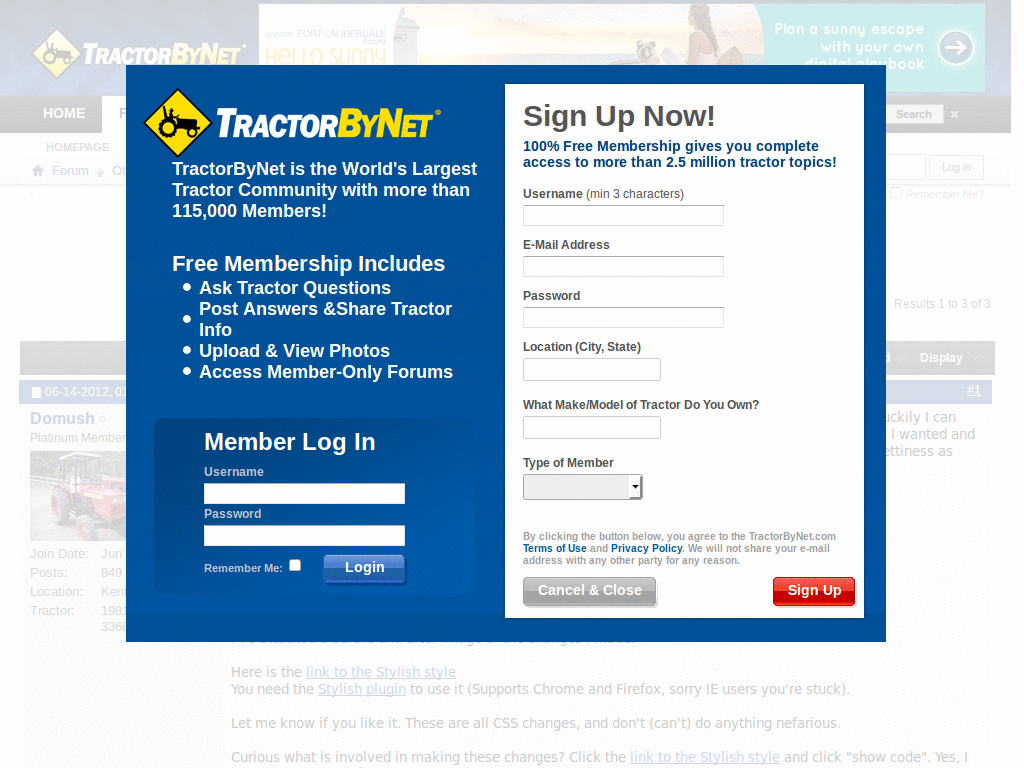 greater FORT LAUDERDALE
florida
HELLO SUNNY
Plan a sunny escape
with your own
digital playbook
TRACTORBYNET
HOME
F
Search
HOMEPAGE
Forum
Ot
Log in
Remember Me?
TRACTORBYNET®
TractorByNet is the World's Largest
Tractor Community with more than
115,000 Members!
Free Membership Includes
Ask Tractor Questions
Post Answers &Share Tractor
Info
Upload & View Photos
Access Member-Only Forums
Member Log In
Username
Password
Remember Me:
Login
Sign Up Now!
100% Free Membership gives you complete
access to more than 2.5 million tractor topics!
Username (min 3 characters)
E-Mail Address
Password
Location (City, State)
What Make/Model of Tractor Do You Own?
Type of Member
By clicking the button below, you agree to the TractorByNet.com
Terms of Use and Privacy Policy. We will not share your e-mail
address with any other party for any reason.
Cancel & Close
Sign Up
Results 1 to 3 of 3
Display
06-14-2012, 01
#1
Domush
Platinum Member
Join Date: Jun
Posts: 849
Location: Ken
Tractor: 1981
336
uckily I can
I wanted and
ettiness as
Here is the link to the Stylish style
You need the Stylish plugin to use it (Supports Chrome and Firefox, sorry IE users you're stuck).
Let me know if you like it. These are all CSS changes, and don't (can't) do anything nefarious.
Curious what is involved in making these changes? Click the link to the Stylish style and click "show code". Yes, I